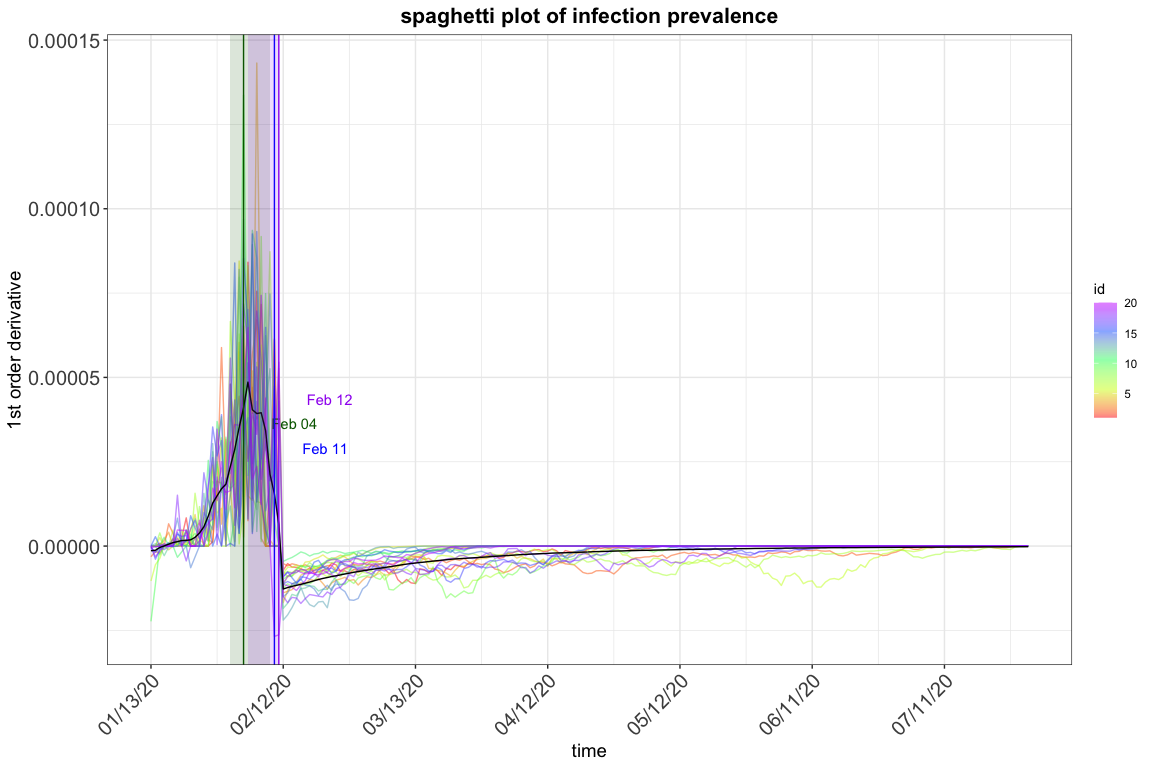 spaghetti plot of infection prevalence
1st order derivative
0.00015
0.00010
0.00005
0.00000
Feb 12
Feb 04
Feb 11
01/13/20
02/12/20
03/13/20
04/12/20
05/12/20
06/11/20
07/11/20
time
id
20
15
10
5